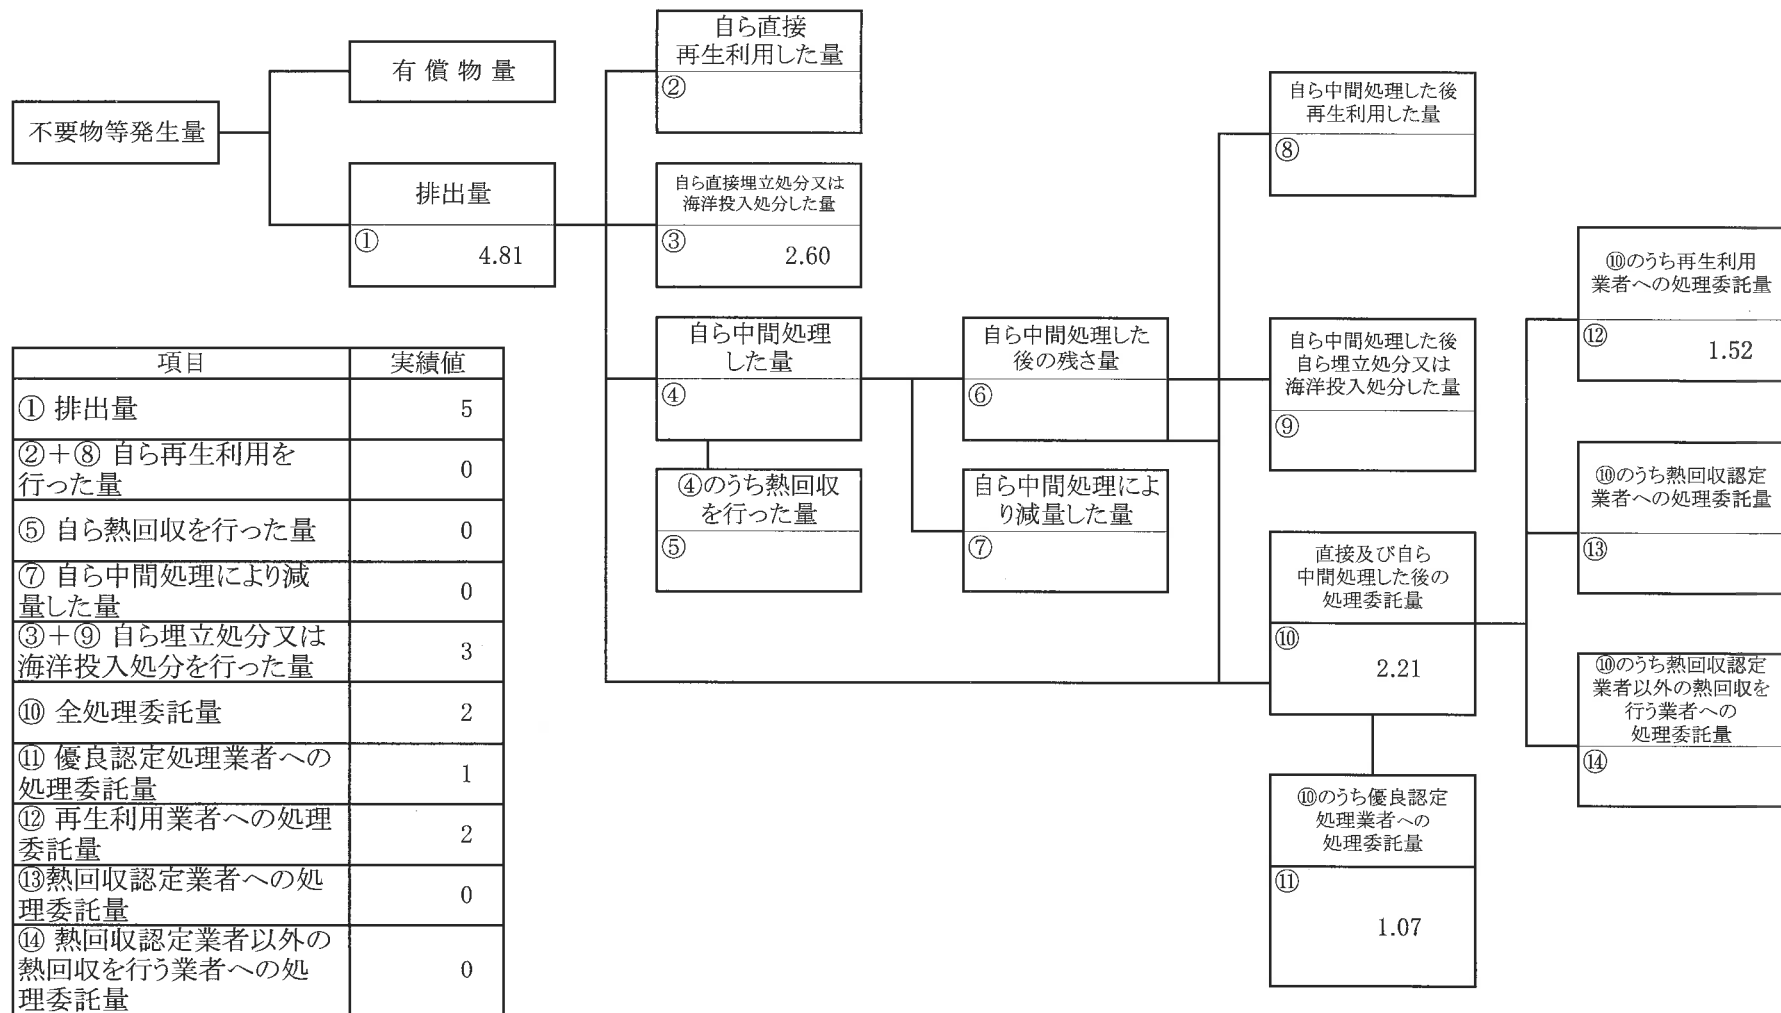 不要物等発生量
有償物量
排出量
①
4.81
自ら直接
再生利用した量
②
自ら直接埋立処分又は
海洋投入処分した量
③
2.60
自ら中間処理
した量
④
④のうち熱回収
を行った量
⑤
自ら中間処理した
後の残さ量
⑥
自ら中間処理によ
り減量した量
⑦
自ら中間処理した後
再生利用した量
⑧
自ら中間処理した後
自ら埋立処分又は
海洋投入処分した量
⑨
直接及び自ら
中間処理した後の
処理委託量
⑩
2.21
⑩のうち優良認定
処理業者への
処理委託量
⑪
1.07
⑩のうち再生利用
業者への処理委託量
⑫
1.52
⑩のうち熱回収認定
業者への処理委託量
⑬
⑩のうち熱回収認定
業者以外の熱回収を
行う業者への
処理委託量
⑭
項目 実績値
① 排出量 5
②+⑧ 自ら再生利用を
行った量 0
⑤ 自ら熱回収を行った量 0
⑦ 自ら中間処理により減
量した量 0
③+⑨ 自ら埋立処分又は
海洋投入処分を行った量 3
⑩ 全処理委託量 2
⑪ 優良認定処理業者への
処理委託量 1
⑫ 再生利用業者への処理
委託量 2
⑬熱回収認定業者への処
理委託量 0
⑭ 熱回収認定業者以外の
熱回収を行う業者への処
理委託量 0